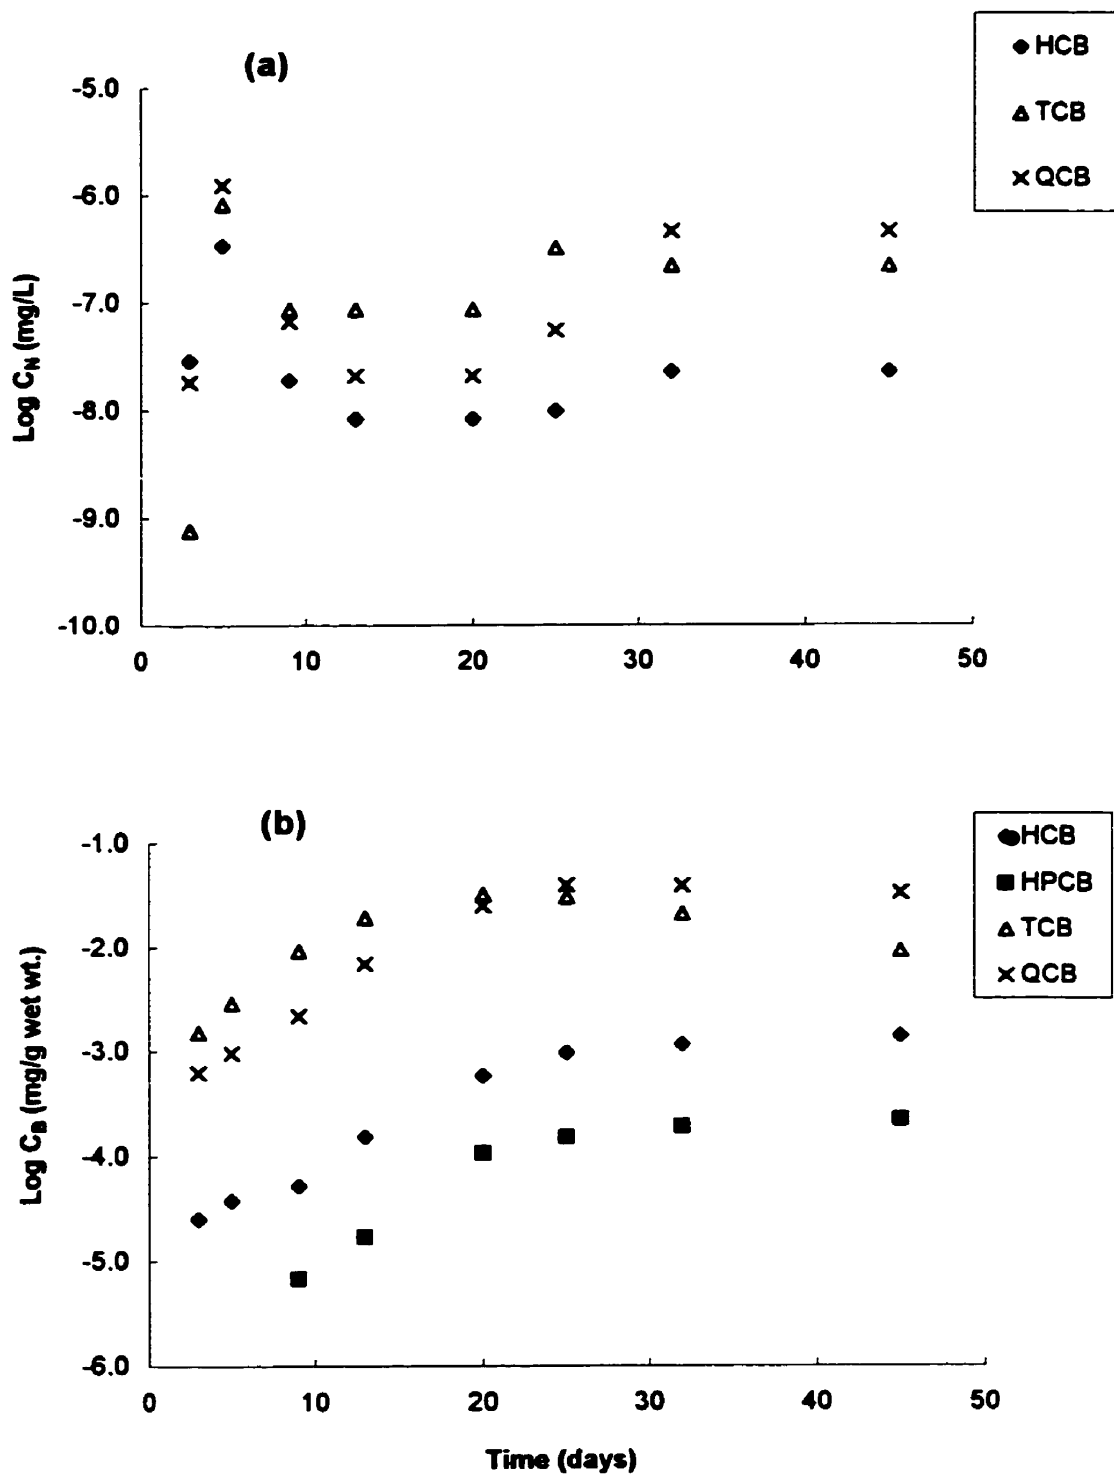 (a)
HCB
TCB
QCB
-5.0
-6.0
-7.0
-8.0
-9.0
-10.0
Log C_N (mg/L)
0 10 20 30 40 50
(b)
HCB
HPCB
TCB
QCB
-1.0
-2.0
-3.0
-4.0
-5.0
-6.0
Log C_B (mg/g wet wt.)
0 10 20 30 40 50
Time (days)